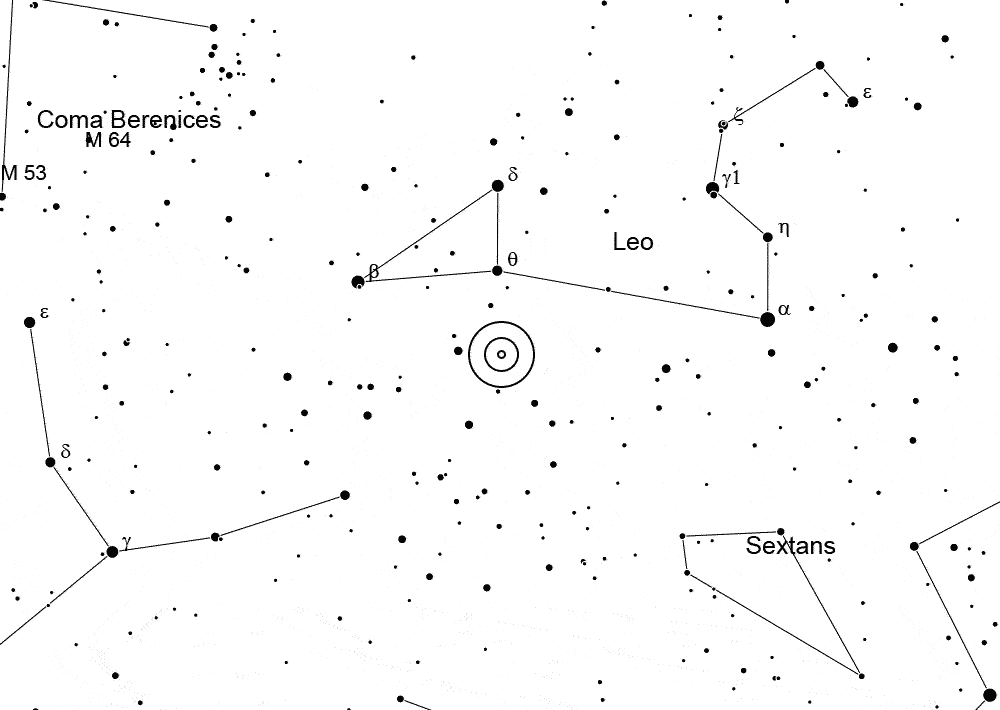 ε
ζ
Coma Berenices
M 64
M 53
δ
γ1
Leo
η
θ
β
α
ε
δ
γ
Sextans